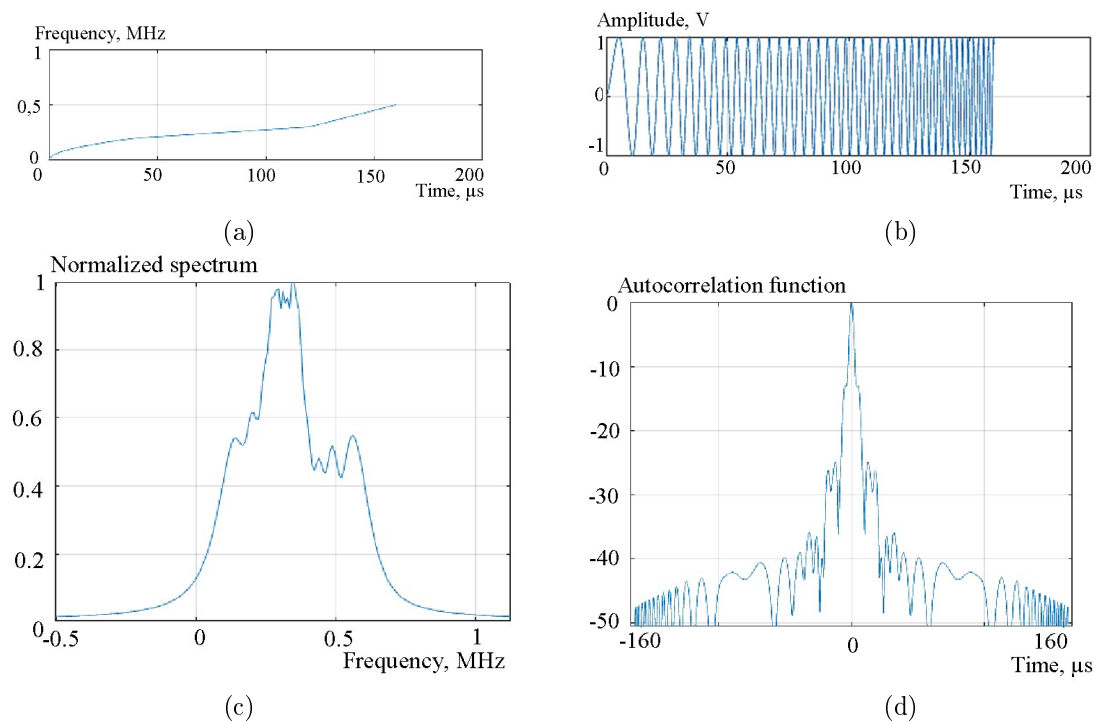 Frequency, MHz
1
0,5
0
0 50 100 150 200
Time, µs
(a)
Amplitude, V
1
0
-1
0 50 100 150 200
Time, µs
(b)
Normalized spectrum
1
0.8
0.6
0.4
0.2
0
-0.5 0 0.5 1
Frequency, MHz
(c)
Autocorrelation function
0
-10
-20
-30
-40
-50
-160 0 160
Time, µs
(d)